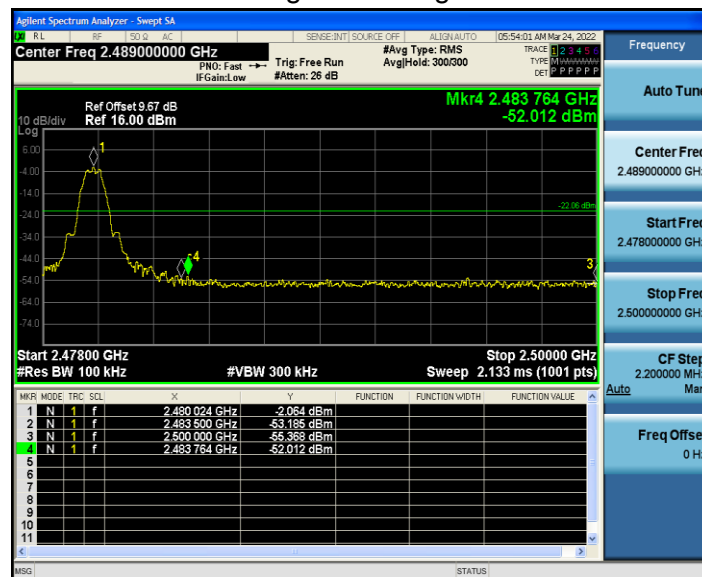 Agilent Spectrum Analyzer - Swept SA
LXI RL RF 50 Ω AC SENSE:INT SOURCE OFF ALIGNAUTO 05:54:01 AM Mar 24, 2022
Center Freq 2.489000000 GHz
PNO: Fast
IFGain:Low
Trig: Free Run
#Atten: 26 dB
#Avg Type: RMS
Avg|Hold: 300/300
TRACE 1 2 3 4 5 6
TYPE M
DET P P P P P P
Ref Offset 9.67 dB
10 dB/div Ref 16.00 dBm
Log
Mkr4 2.483 764 GHz
-52.012 dBm
6.00
-4.00
-14.0
-24.0
-34.0
-44.0
-54.0
-64.0
-74.0
1
-22.06 dBm
4
3
Start 2.47800 GHz Stop 2.50000 GHz
#Res BW 100 kHz #VBW 300 kHz Sweep 2.133 ms (1001 pts)
MKR MODE TRC SCL X Y FUNCTION FUNCTION WIDTH FUNCTION VALUE
1 N 1 f 2.480 024 GHz -2.064 dBm
2 N 1 f 2.483 500 GHz -53.185 dBm
3 N 1 f 2.500 000 GHz -55.368 dBm
4 N 1 f 2.483 764 GHz -52.012 dBm
5
6
7
8
9
10
11
MSG STATUS
Frequency
Auto Tune
Center Freq
2.489000000 GHz
Start Freq
2.478000000 GHz
Stop Freq
2.500000000 GHz
CF Step
2.200000 MHz
Auto Man
Freq Offset
0 Hz